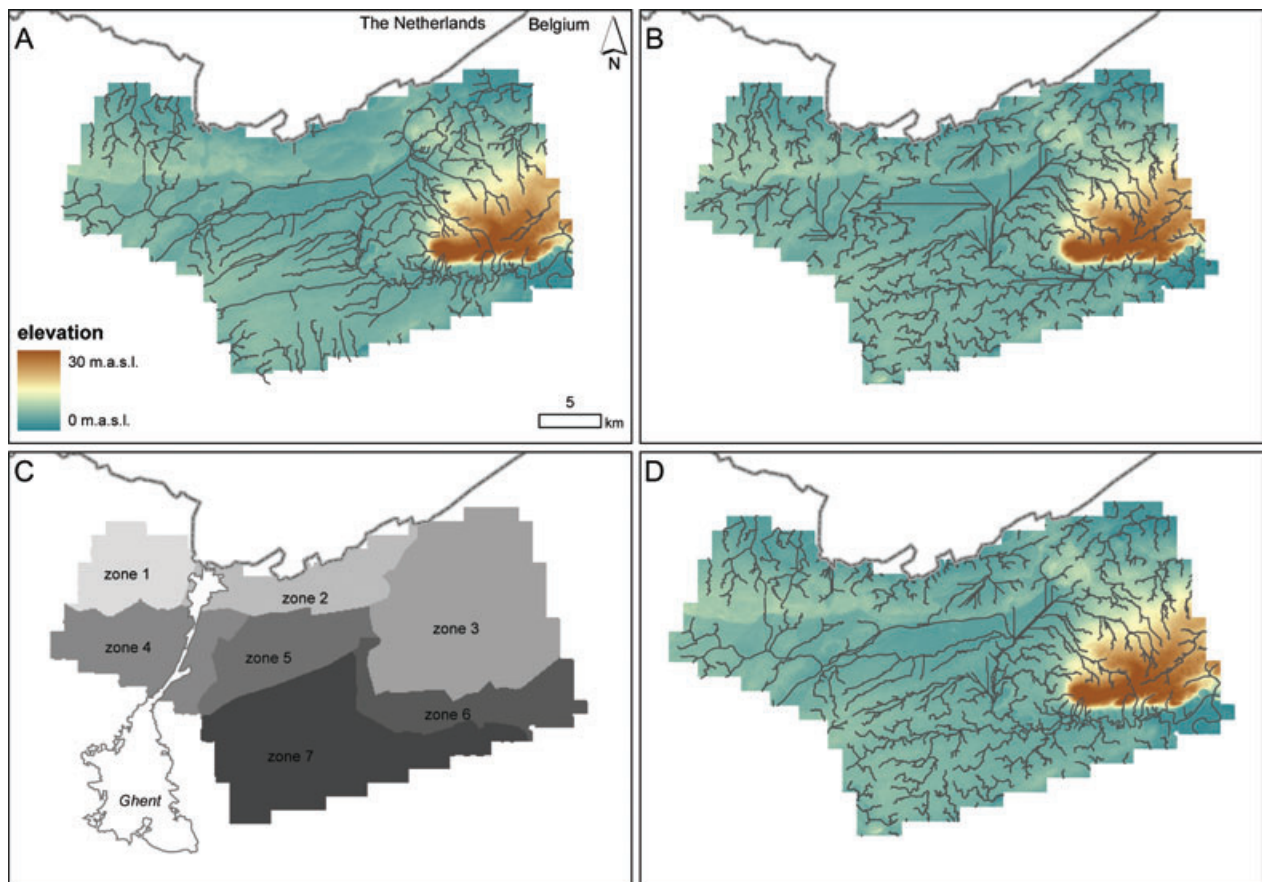 A
The Netherlands
Belgium
N
elevation
30 m.a.s.l.
0 m.a.s.l.
5
km
B
C
zone 1
zone 2
zone 3
zone 4
zone 5
zone 6
zone 7
Ghent
D